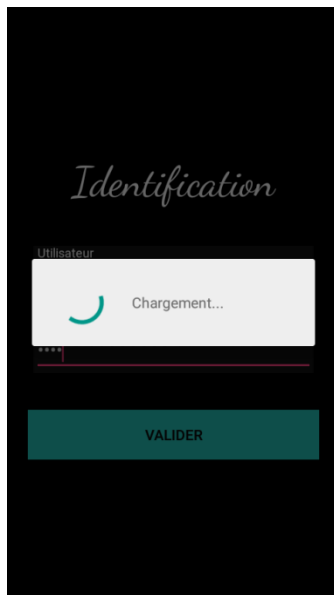 Identification
Utilisateur
Chargement...
••••
VALIDER